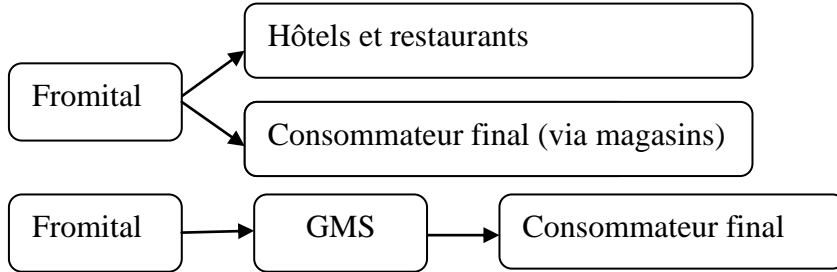 Hôtels et restaurants
Fromital
Consommateur final (via magasins)
Fromital
GMS
Consommateur final